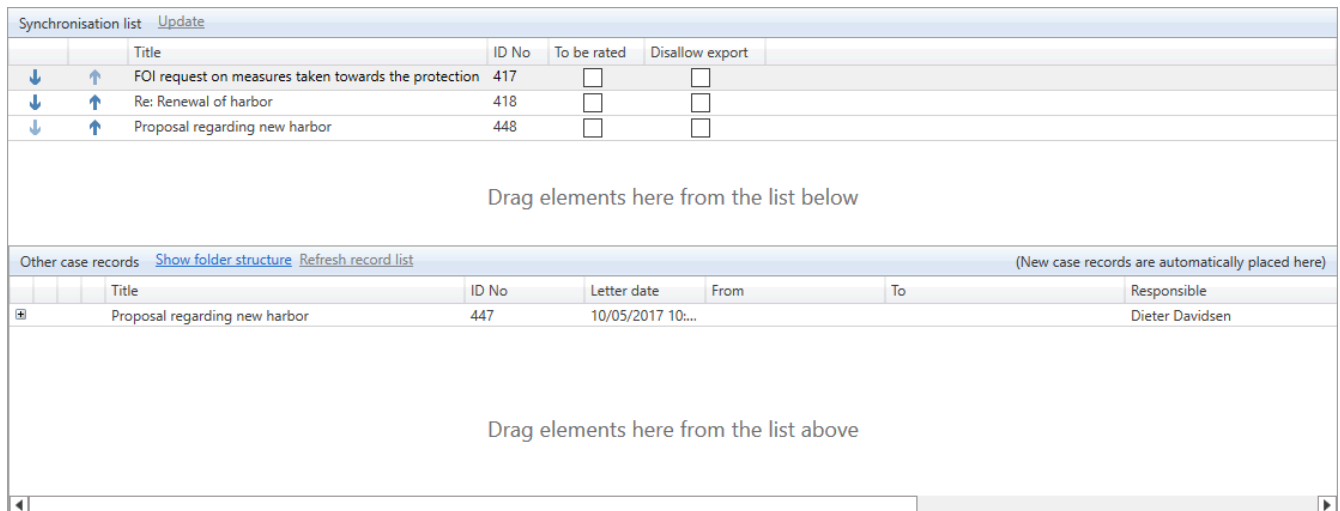 Synchronisation list Update
Title ID No To be rated Disallow export
FOI request on measures taken towards the protection 417
Re: Renewal of harbor 418
Proposal regarding new harbor 448
Drag elements here from the list below
Other case records Show folder structure Refresh record list (New case records are automatically placed here)
Title ID No Letter date From To Responsible
Proposal regarding new harbor 447 10/05/2017 10:... Dieter Davidsen
Drag elements here from the list above